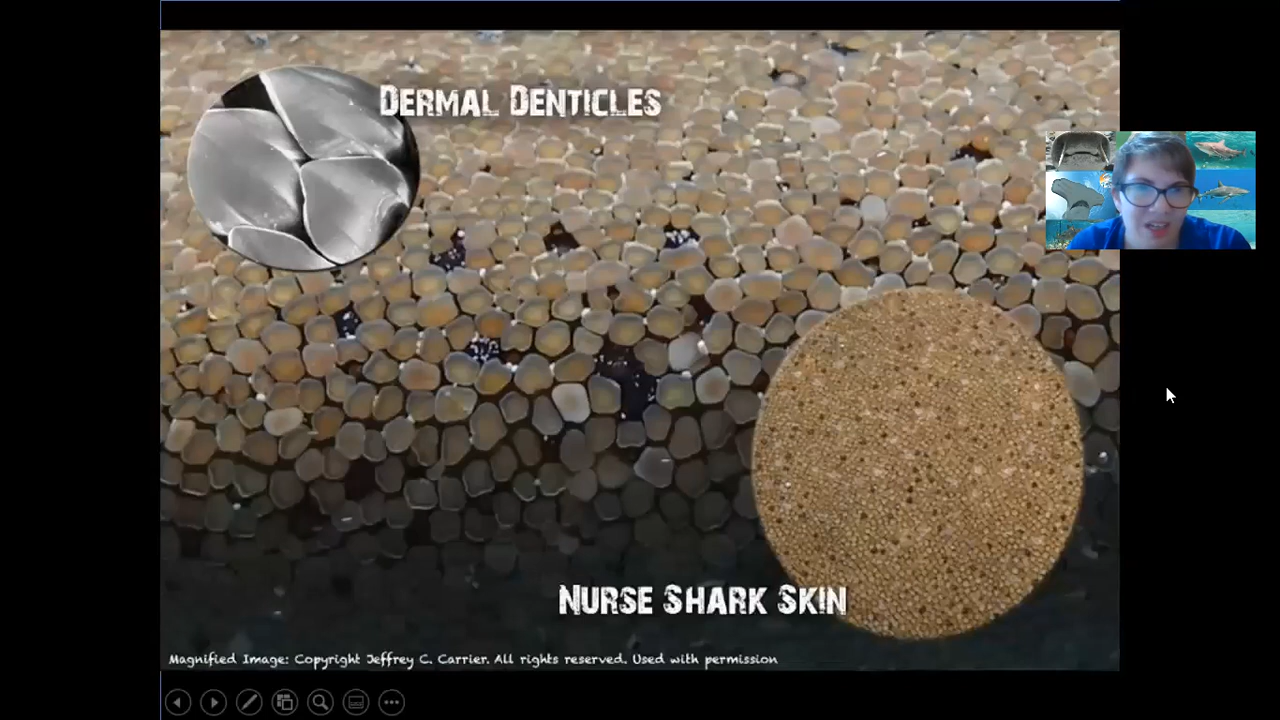 DERMAL DENTICLES
NURSE SHARK SKIN
Magnified Image: Copyright Jeffrey C. Carrier. All rights reserved. Used with permission